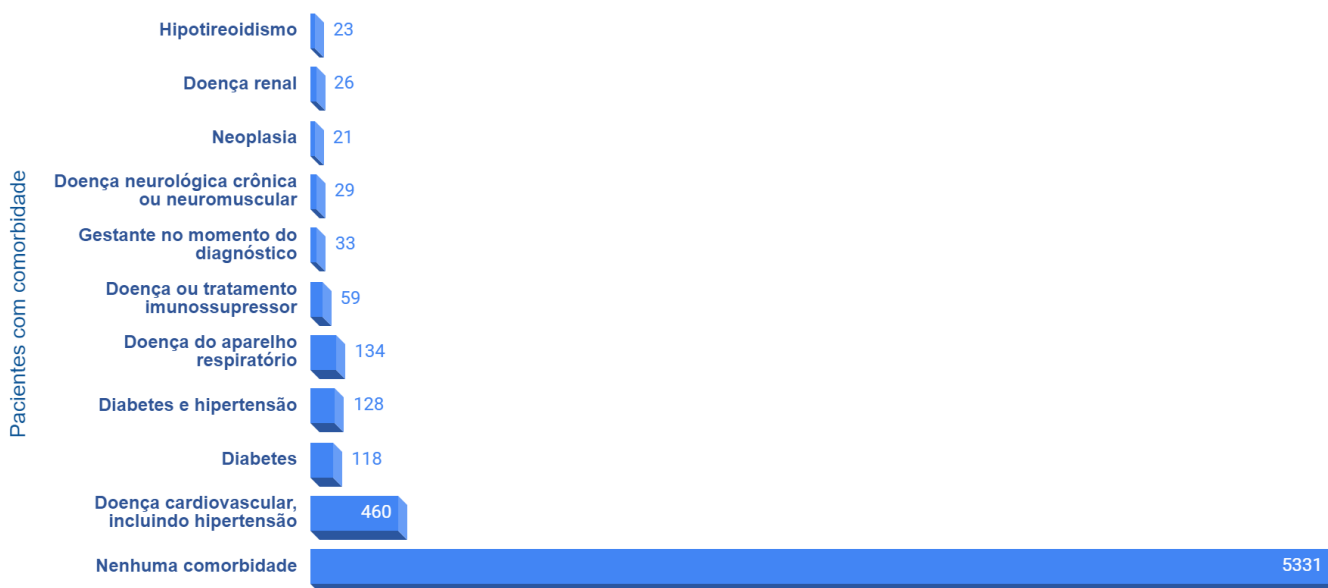 Pacientes com comorbidade
Hipotireoidismo
23
Doença renal
26
Neoplasia
21
Doença neurológica crônica
ou neuromuscular
29
Gestante no momento do
diagnóstico
33
Doença ou tratamento
imunossupressor
59
Doença do aparelho
respiratório
134
Diabetes e hipertensão
128
Diabetes
118
Doença cardiovascular,
incluindo hipertensão
460
Nenhuma comorbidade
5331